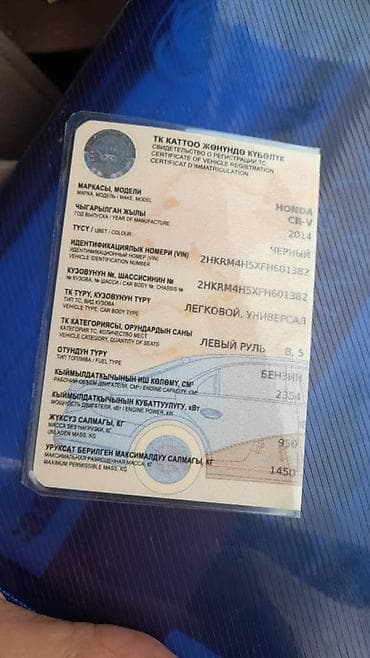 ТК КАТТОО ЖӨНҮНДӨ КҮБӨЛҮК
СВИДЕТЕЛЬСТВО О РЕГИСТРАЦИИ ТС
CERTIFICATE OF VEHICLE REGISTRATION
CERTIFICAT D'IMMATRICULATION
МАРКАСЫ, МОДЕЛИ
МАРКА, МОДЕЛЬ / MAKE, MODEL
HONDA
CR-V
ЧЫГАРЫЛГАН ЖЫЛЫ
ГОД ВЫПУСКА / YEAR OF MANUFACTURE
2014
ТҮСҮ / ЦВЕТ / COLOUR
ЧЕРНЫЙ
ИДЕНТИФИКАЦИЯЛЫК НОМЕРИ (VIN)
ИДЕНТИФИКАЦИОННЫЙ НОМЕР (VIN)
VEHICLE IDENTIFICATION NUMBER
2HKRM4H5XFH601382
КУЗОВУНУН №, ШАССИСИНИН №
№ КУЗОВА, № ШАССИ / CAR BODY №, CHASSIS №
2HKRM4H5XFH601382
ТК ТҮРҮ, КУЗОВУНУН ТҮРҮ
ТИП ТС, ВИД КУЗОВА
VEHICLE TYPE, CAR BODY TYPE
ЛЕГКОВОЙ, УНИВЕРСАЛ
ТК КАТЕГОРИЯСЫ, ОРУНДАРДЫН САНЫ
КАТЕГОРИЯ ТС, КОЛИЧЕСТВО МЕСТ
VEHICLE CATEGORY, QUANTITY OF SEATS
ЛЕВЫЙ РУЛЬ B, 5
ОТУНДУН ТҮРҮ
ТИП ТОПЛИВА / FUEL TYPE
БЕНЗИН
КЫЙМЫЛДАТКЫЧЫНЫН ИШ КӨЛӨМҮ, СМ³
РАБОЧИЙ ОБЪЕМ ДВИГАТЕЛЯ, СМ³ / ENGINE CAPACITY, CM³
2354
КЫЙМЫЛДАТКЫЧЫНЫН КУБАТТУУЛУГУ, кВт
МОЩНОСТЬ ДВИГАТЕЛЯ, кВт / ENGINE POWER, kW
ЖҮКСҮЗ САЛМАГЫ, КГ
МАССА БЕЗ НАГРУЗКИ, КГ
UNLADEN MASS, KG
950
УРУКСАТ БЕРИЛГЕН МАКСИМАЛДУУ САЛМАГЫ, КГ
МАКСИМАЛЬНАЯ РАЗРЕШЕННАЯ МАССА, КГ
MAXIMUM PERMISSIBLE MASS, KG
1450